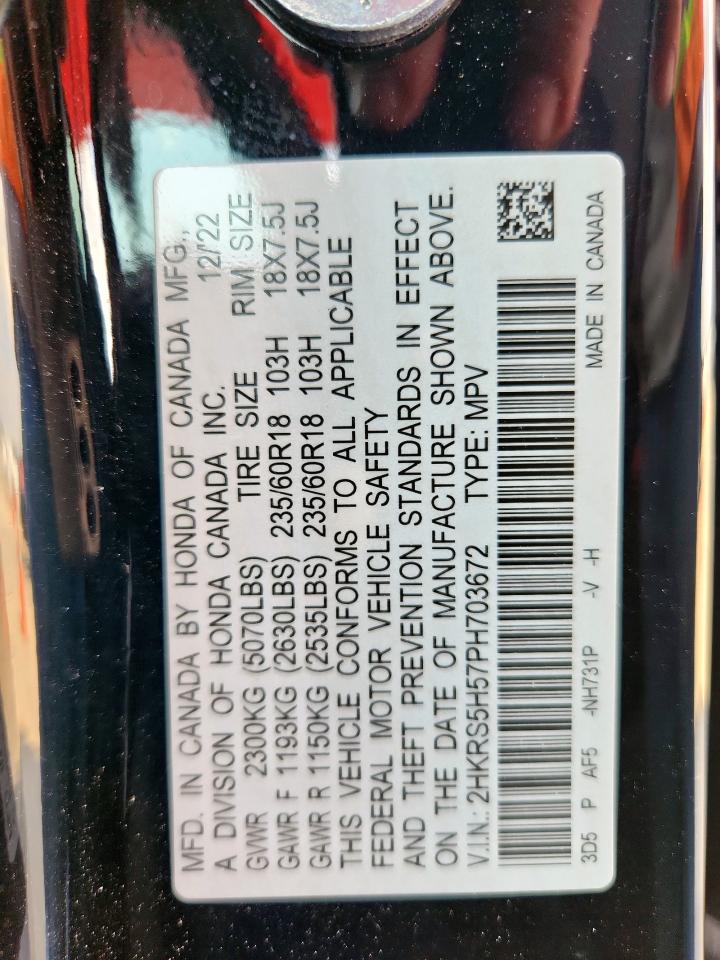 MFD. IN CANADA BY HONDA OF CANADA MFG.,
A DIVISION OF HONDA CANADA INC. 12/'22
GVWR 2300KG (5070LBS) TIRE SIZE RIM SIZE
GAWR F 1193KG (2630LBS) 235/60R18 103H 18X7.5J
GAWR R 1150KG (2535LBS) 235/60R18 103H 18X7.5J
THIS VEHICLE CONFORMS TO ALL APPLICABLE
FEDERAL MOTOR VEHICLE SAFETY
AND THEFT PREVENTION STANDARDS IN EFFECT
ON THE DATE OF MANUFACTURE SHOWN ABOVE.
V.I.N.: 2HKRS5H57PH703672 TYPE: MPV
3D5 P AF5 -NH731P -V -H MADE IN CANADA